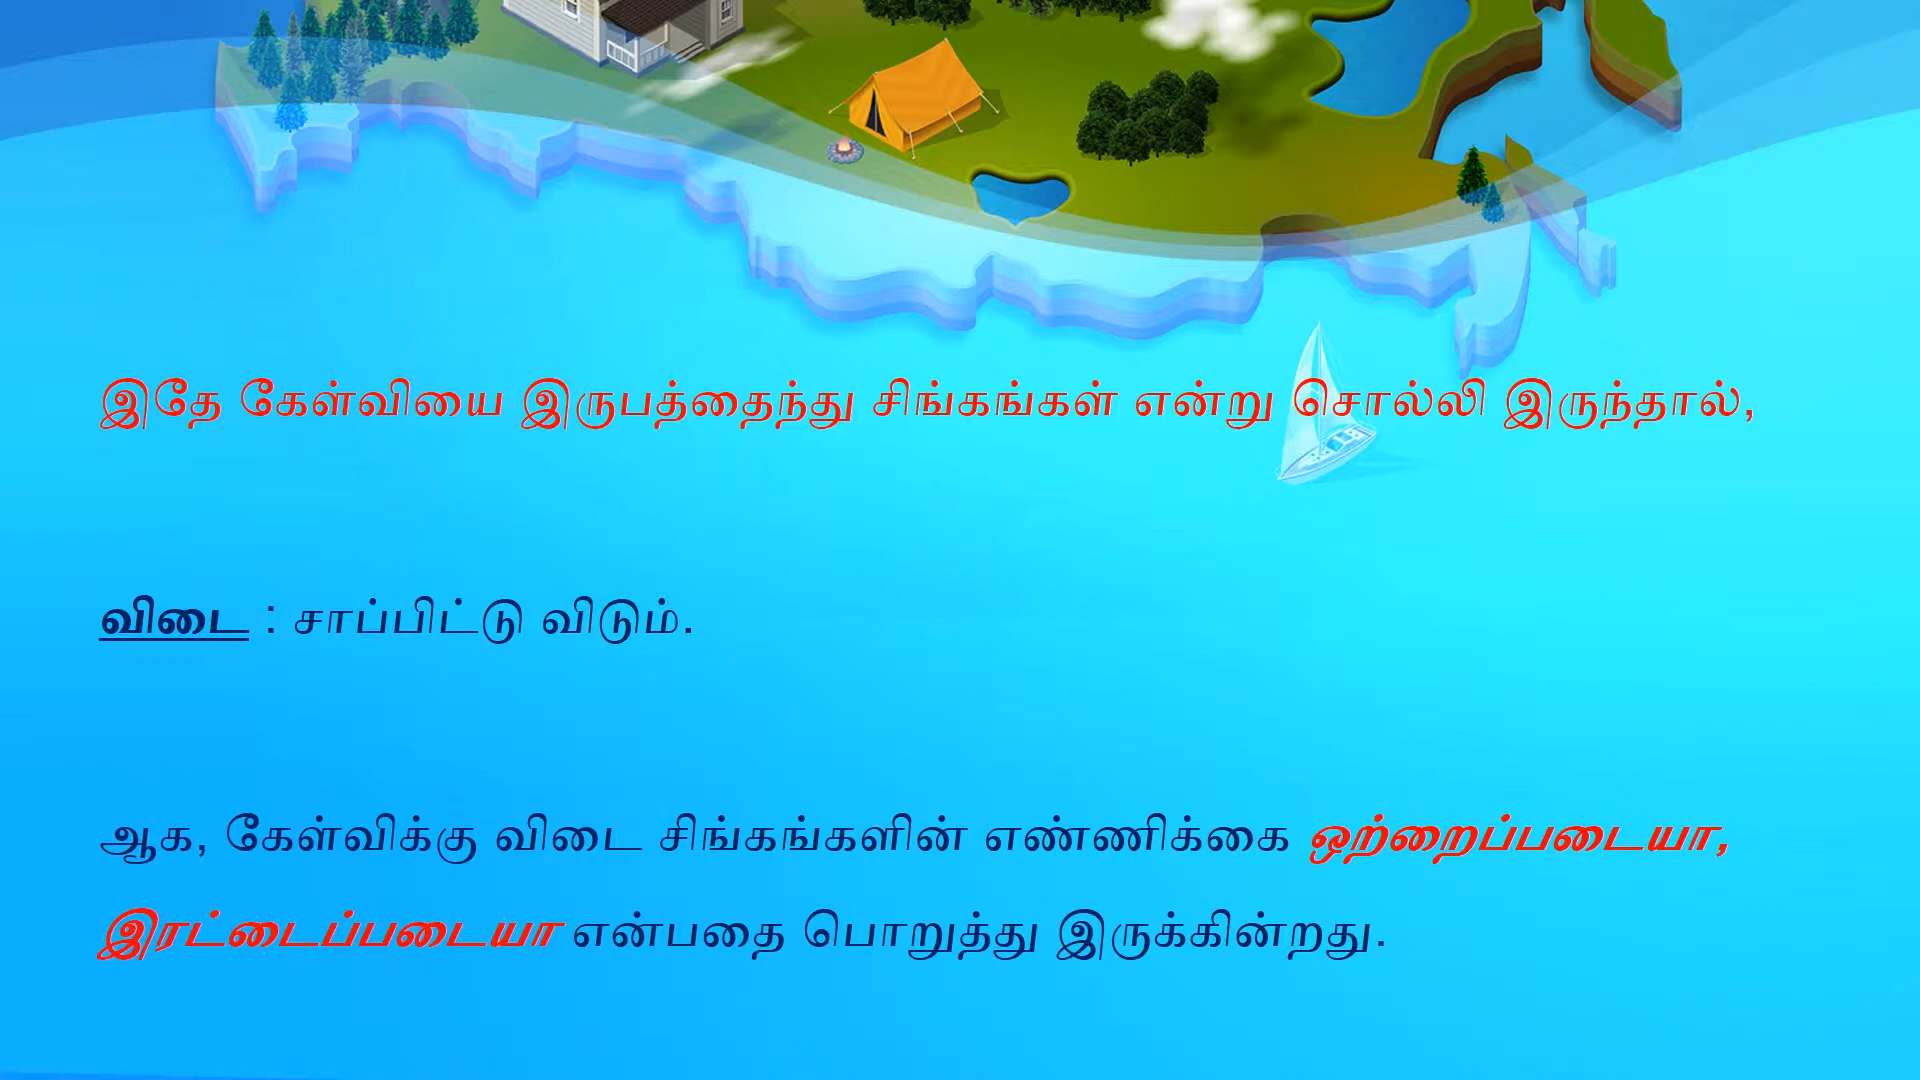 இதே கேள்வியை இருபத்தைந்து சிங்கங்கள் என்று சொல்லி இருந்தால்,
விடை : சாப்பிட்டு விடும்.
ஆக, கேள்விக்கு விடை சிங்கங்களின் எண்ணிக்கை ஒற்றைப்படையா,
இரட்டைப்படையா என்பதை பொறுத்து இருக்கின்றது.